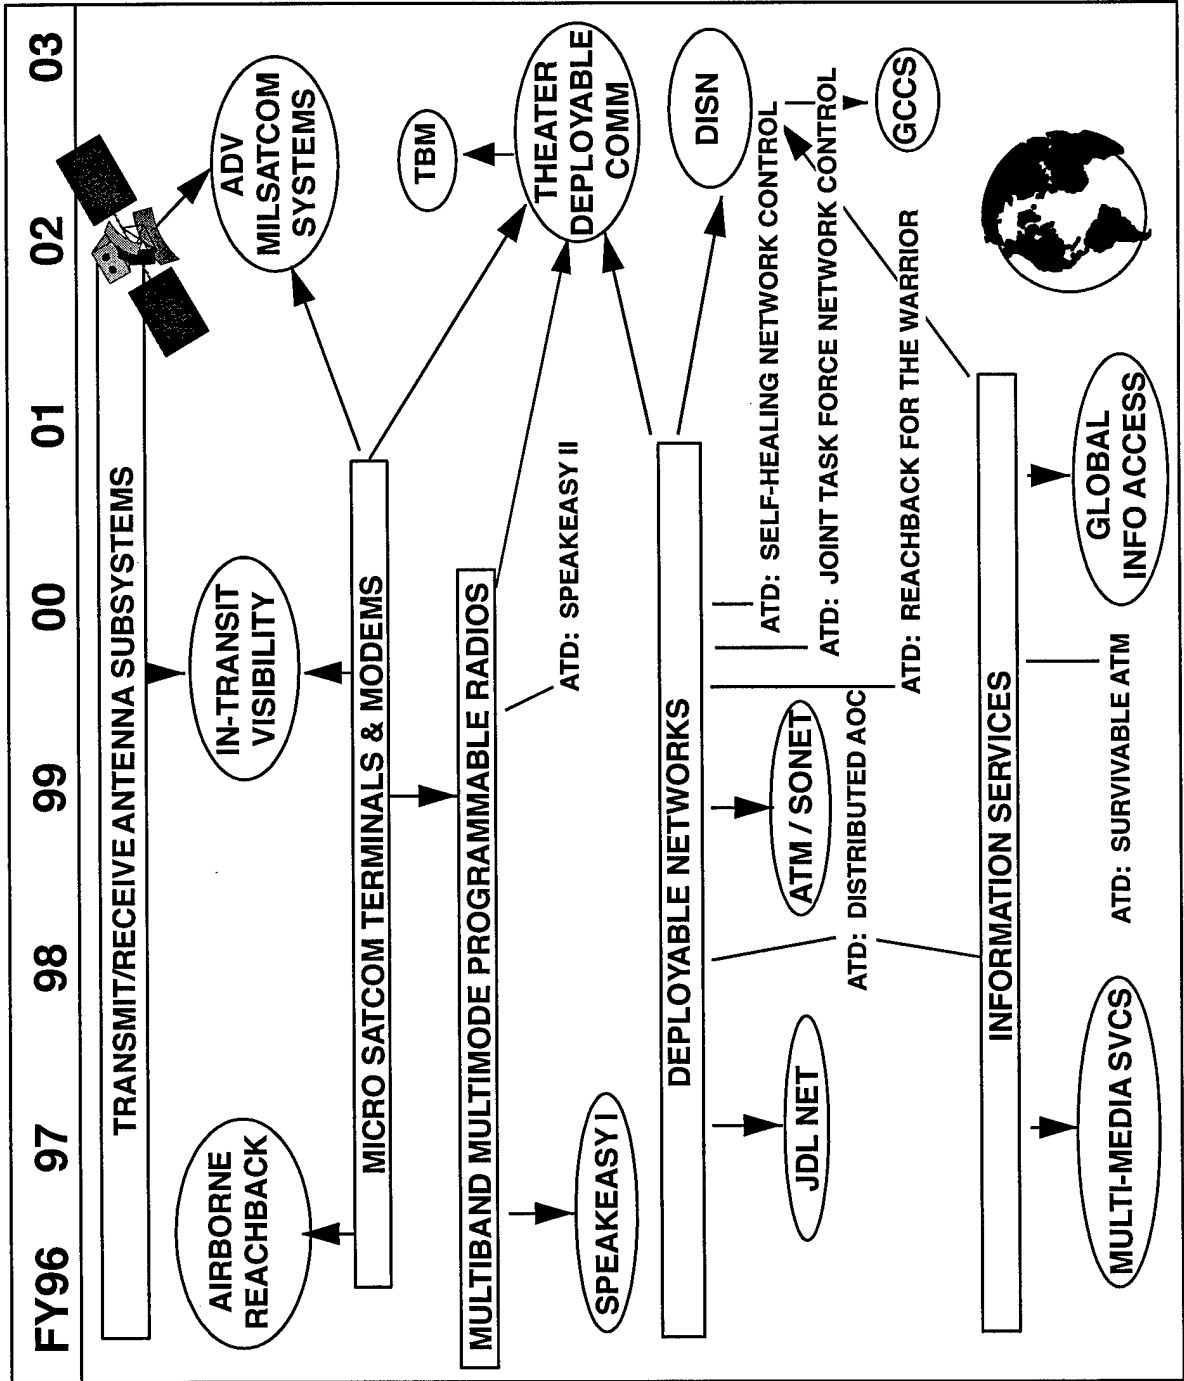 FY96 97 98 99 00 01 02 03
TRANSMIT/RECEIVE ANTENNA SUBSYSTEMS
AIRBORNE
REACHBACK
IN-TRANSIT
VISIBILITY
ADV
MILSATCOM
SYSTEMS
MICRO SATCOM TERMINALS & MODEMS
TBM
MULTIBAND MULTIMODE PROGRAMMABLE RADIOS
THEATER
DEPLOYABLE
COMM
SPEAKEASY I
ATD: SPEAKEASY II
DEPLOYABLE NETWORKS
DISN
JDL NET
ATM / SONET
ATD: SELF-HEALING NETWORK CONTROL
ATD: JOINT TASK FORCE NETWORK CONTROL
ATD: DISTRIBUTED AOC
ATD: REACHBACK FOR THE WARRIOR
GCCS
INFORMATION SERVICES
MULTI-MEDIA SVCS
ATD: SURVIVABLE ATM
GLOBAL
INFO ACCESS